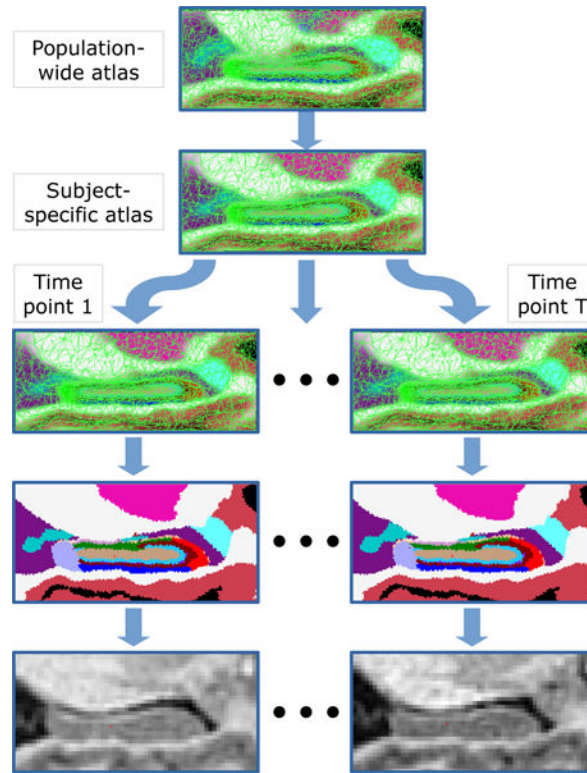 Population-
wide atlas
Subject-
specific atlas
Time
point 1
Time
point T